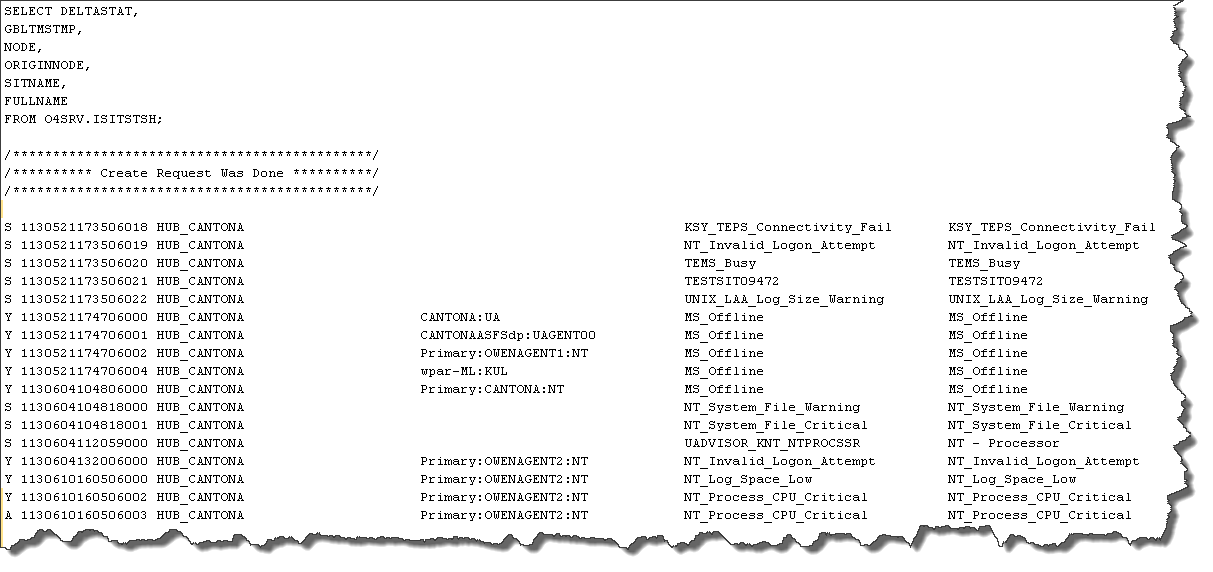 SELECT DELTASTAT,
GBLTMSTMP,
NODE,
ORIGINNODE,
SITNAME,
FULLNAME
FROM O4SRV.ISITSTSH;
/*********************************************/
/********** Create Request Was Done **********/
/*********************************************/
S 1130521173506018 HUB_CANTONA KSY_TEPS_Connectivity_Fail KSY_TEPS_Connectivity_Fail
S 1130521173506019 HUB_CANTONA NT_Invalid_Logon_Attempt NT_Invalid_Logon_Attempt
S 1130521173506020 HUB_CANTONA TEMS_Busy TEMS_Busy
S 1130521173506021 HUB_CANTONA TESTSIT09472 TESTSIT09472
S 1130521173506022 HUB_CANTONA UNIX_LAA_Log_Size_Warning UNIX_LAA_Log_Size_Warning
Y 1130521174706000 HUB_CANTONA CANTONA:UA MS_Offline MS_Offline
Y 1130521174706001 HUB_CANTONA CANTONAASFSdp:UAGENT00 MS_Offline MS_Offline
Y 1130521174706002 HUB_CANTONA Primary:OWENAGENT1:NT MS_Offline MS_Offline
Y 1130521174706004 HUB_CANTONA wpar-ML:KUL MS_Offline MS_Offline
Y 1130604104806000 HUB_CANTONA Primary:CANTONA:NT MS_Offline MS_Offline
S 1130604104818000 HUB_CANTONA NT_System_File_Warning NT_System_File_Warning
S 1130604104818001 HUB_CANTONA NT_System_File_Critical NT_System_File_Critical
S 1130604112059000 HUB_CANTONA UADVISOR_KNT_NTPROCSSR NT - Processor
Y 1130604132006000 HUB_CANTONA Primary:OWENAGENT2:NT NT_Invalid_Logon_Attempt NT_Invalid_Logon_Attempt
Y 1130610160506000 HUB_CANTONA Primary:OWENAGENT2:NT NT_Log_Space_Low NT_Log_Space_Low
Y 1130610160506002 HUB_CANTONA Primary:OWENAGENT2:NT NT_Process_CPU_Critical NT_Process_CPU_Critical
A 1130610160506003 HUB_CANTONA Primary:OWENAGENT2:NT NT_Process_CPU_Critical NT_Process_CPU_Critical